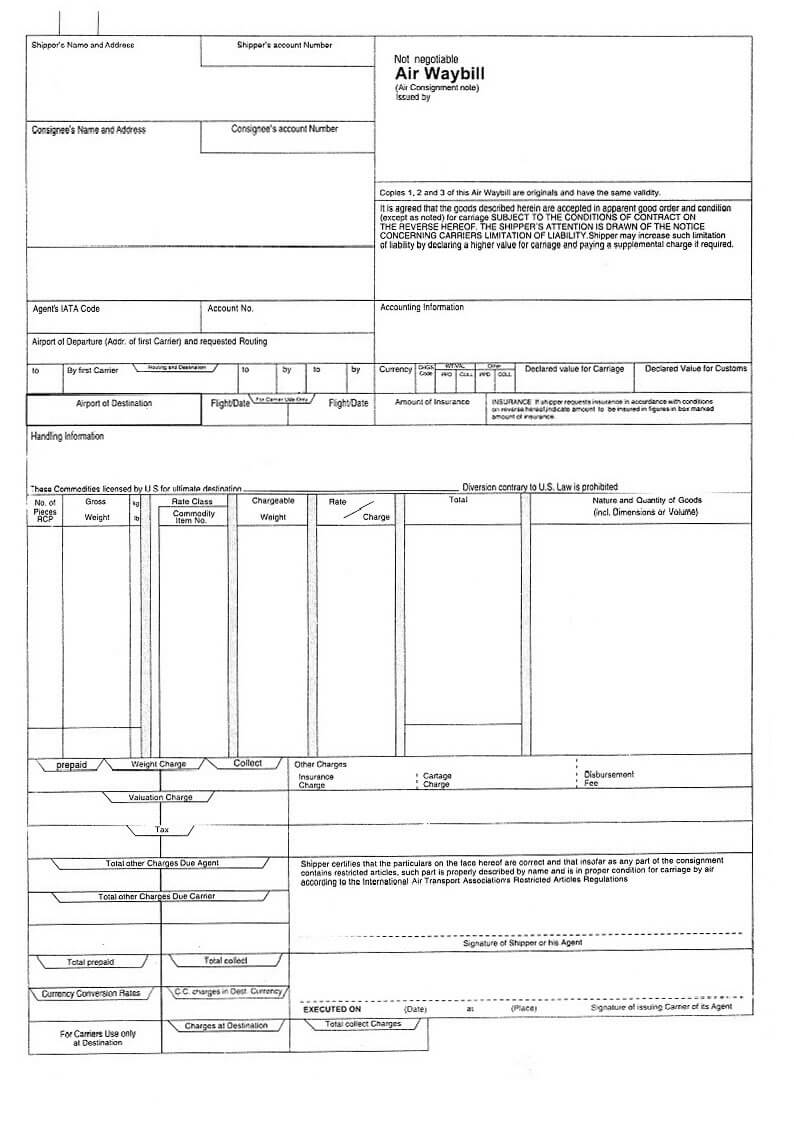 Shipper's Name and Address
Shipper's account Number
Not negotiable
Air Waybill
(Air Consignment note)
Issued by
Consignee's Name and Address
Consignee's account Number
Copies 1, 2 and 3 of this Air Waybill are originals and have the same validity.
It is agreed that the goods described herein are accepted in apparent good order and condition
(except as noted) for carriage SUBJECT TO THE CONDITIONS OF CONTRACT ON
THE REVERSE HEREOF. THE SHIPPER'S ATTENTION IS DRAWN OF THE NOTICE
CONCERNING CARRIERS LIMITATION OF LIABILITY.Shipper may increase such limitation
of liability by declaring a higher value for carriage and paying a supplemental charge if required.
Agent's IATA Code
Account No.
Accounting Information
Airport of Departure (Addr. of first Carrier) and requested Routing
to
By first Carrier
Routing and Destination
to
by
to
by
Currency
CHGS
Code
WT/VAL
PPD
COLL
Other
PPD
COLL
Declared value for Carriage
Declared Value for Customs
Airport of Destination
Flight/Date
For Carrier Use Only
Flight/Date
Amount of Insurance
INSURANCE If shipper requests insurance in accordance with conditions
on reverse hereof,indicate amount to be insured in figures in box marked
amount of insurance.
Handling Information
These Commodities licensed by U S for ultimate destination
Diversion contrary to U.S. Law is prohibited
No. of
Pieces
RCP
Gross
Weight
kg
lb
Rate Class
Commodity
Item No.
Chargeable
Weight
Rate
Charge
Total
Nature and Quantity of Goods
(incl. Dimensions or Volume)
prepaid
Weight Charge
Collect
Other Charges
Insurance
Charge
Cartage
Charge
Disbursement
Fee
Valuation Charge
Tax
Total other Charges Due Agent
Shipper certifies that the particulars on the face hereof are correct and that insofar as any part of the consignment
contains restricted articles, such part is properly described by name and is in proper condition for carriage by air
according to the International Air Transport Associations Restricted Articles Regulations
Total other Charges Due Carrier
Signature of Shipper or his Agent
Total prepaid
Total collect
Currency Conversion Rates
C.C. charges in Dest. Currency
EXECUTED ON
(Date)
at
(Place)
Signature of issuing Carrier of its Agent
For Carriers Use only
at Destination
Charges at Destination
Total collect Charges